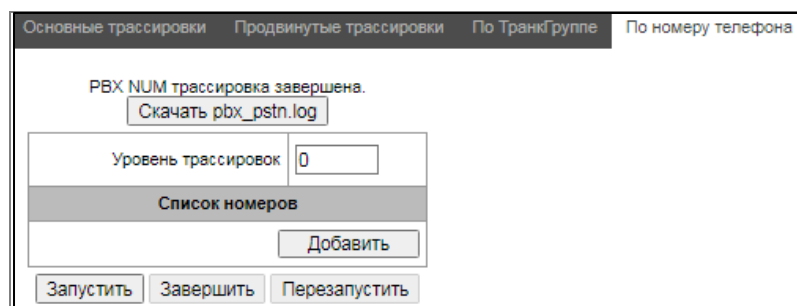 Основные трассировки Продвинутые трассировки По ТранкГруппе По номеру телефона
PBX NUM трассировка завершена.
Скачать pbx_pstn.log
Уровень трассировок 0
Список номеров
Добавить
Запустить Завершить Перезапустить